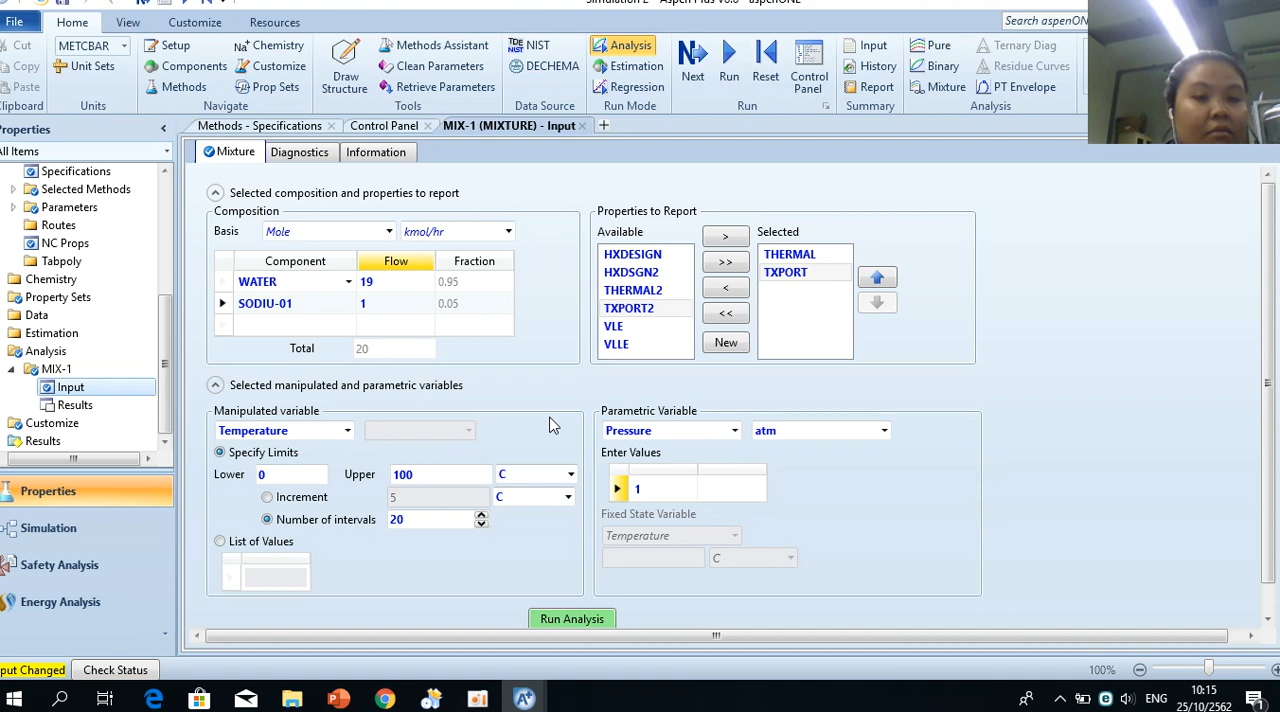 Simulation 2 - Aspen Plus V8.8 - aspenONE
File Home View Customize Resources
Search aspenONE
Cut METCBAR Setup Chemistry Methods Assistant NIST Analysis Input Pure Ternary Diag
Copy Unit Sets Components Customize Clean Parameters DECHEMA Estimation History Binary Residue Curves
Paste Methods Prop Sets Retrieve Parameters Regression Report Mixture PT Envelope
Draw Structure Next Run Reset Control Panel
Clipboard Units Navigate Tools Data Source Run Mode Run Summary Analysis
Properties
All Items
Specifications
Selected Methods
Parameters
Routes
NC Props
Tabpoly
Chemistry
Property Sets
Data
Estimation
Analysis
MIX-1
Input
Results
Customize
Results
Properties
Simulation
Safety Analysis
Energy Analysis
Methods - Specifications Control Panel MIX-1 (MIXTURE) - Input
Mixture Diagnostics Information
Selected composition and properties to report
Composition
Basis Mole kmol/hr
Component Flow Fraction
WATER 19 0.95
SODIU-01 1 0.05
Total 20
Properties to Report
Available Selected
HXDESIGN
HXDSGN2
THERMAL2
TXPORT2
VLE
VLLE
>
>>
<
<<
New
THERMAL
TXPORT
Selected manipulated and parametric variables
Manipulated variable
Temperature
Specify Limits
Lower 0 Upper 100 C
Increment 5 C
Number of intervals 20
List of Values
Parametric Variable
Pressure atm
Enter Values
1
Fixed State Variable
Temperature
C
Run Analysis
put Changed Check Status 100%
ENG 10:15
25/10/2562